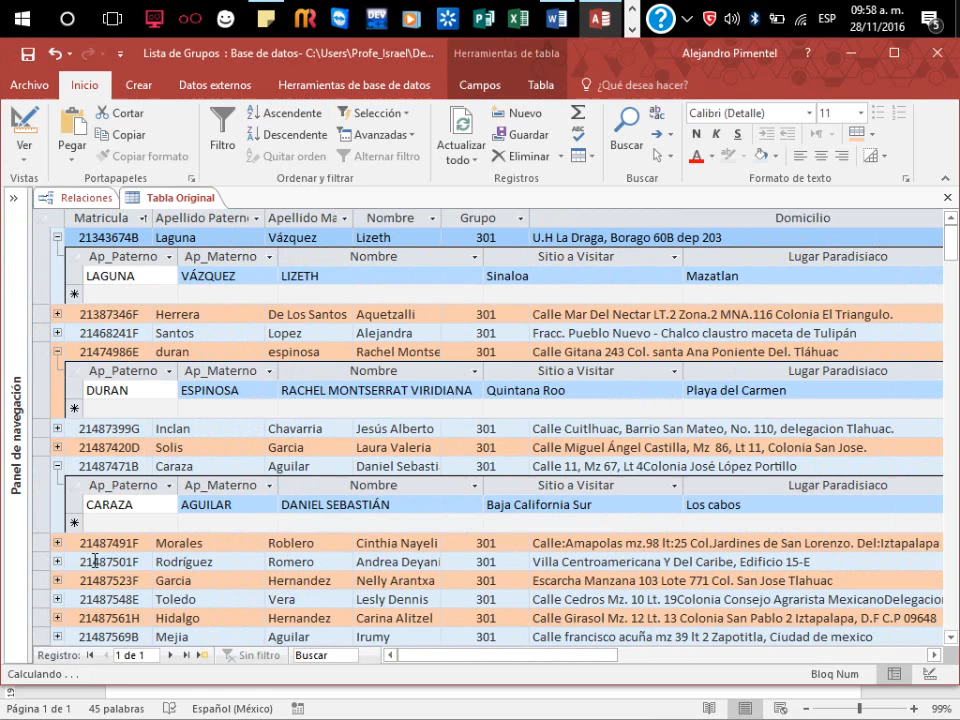 ESP 09:58 a. m.
28/11/2016 5
Lista de Grupos : Base de datos- C:\Users\Profe_Israel\De... Herramientas de tabla Alejandro Pimentel ?
Archivo Inicio Crear Datos externos Herramientas de base de datos Campos Tabla ¿Qué desea hacer?
Ver Pegar Cortar Copiar Copiar formato Filtro Ascendente Descendente Quitar orden Selección Avanzadas Alternar filtro Actualizar todo Nuevo Guardar Eliminar Buscar Calibri (Detalle) 11 N K S
Vistas Portapapeles Ordenar y filtrar Registros Buscar Formato de texto
Relaciones Tabla Original
Panel de navegación
Matricula Apellido Patern Apellido Ma Nombre Grupo Domicilio
21343674B Laguna Vázquez Lizeth 301 U.H La Draga, Borago 60B dep 203
Ap_Paterno Ap_Materno Nombre Sitio a Visitar Lugar Paradisiaco
LAGUNA VÁZQUEZ LIZETH Sinaloa Mazatlan
21387346F Herrera De Los Santos Aquetzalli 301 Calle Mar Del Nectar LT.2 Zona.2 MNA.116 Colonia El Triangulo.
21468241F Santos Lopez Alejandra 301 Fracc. Pueblo Nuevo - Chalco claustro maceta de Tulipán
21474986E duran espinosa Rachel Montse 301 Calle Gitana 243 Col. santa Ana Poniente Del. Tláhuac
Ap_Paterno Ap_Materno Nombre Sitio a Visitar Lugar Paradisiaco
DURAN ESPINOSA RACHEL MONTSERRAT VIRIDIANA Quintana Roo Playa del Carmen
21487399G Inclan Chavarria Jesús Alberto 301 Calle Cuitlhuac, Barrio San Mateo, No. 110, delegacion Tlahuac.
21487420D Solis Garcia Laura Valeria 301 Calle Miguel Ángel Castilla, Mz 86, Lt 11, Colonia San Jose.
21487471B Caraza Aguilar Daniel Sebasti 301 Calle 11, Mz 67, Lt 4Colonia José López Portillo
Ap_Paterno Ap_Materno Nombre Sitio a Visitar Lugar Paradisiaco
CARAZA AGUILAR DANIEL SEBASTIÁN Baja California Sur Los cabos
21487491F Morales Roblero Cinthia Nayeli 301 Calle:Amapolas mz.98 lt:25 Col.Jardines de San Lorenzo. Del:Iztapalapa
21487501F Rodríguez Romero Andrea Deyani 301 Villa Centroamericana Y Del Caribe, Edificio 15-E
21487523F Garcia Hernandez Nelly Arantxa 301 Escarcha Manzana 103 Lote 771 Col. San Jose Tlahuac
21487548E Toledo Vera Lesly Dennis 301 Calle Cedros Mz. 10 Lt. 19Colonia Consejo Agrarista MexicanoDelegacion
21487561H Hidalgo Hernandez Carina Alitzel 301 Calle Girasol Mz. 12 Lt. 13 Colonia San Pablo 2 Iztapalapa, D.F C.P 09648
21487569B Mejia Aguilar Irumy 301 Calle francisco acuña mz 39 lt 2 Zapotitla, Ciudad de mexico
Registro: 1 de 1 Sin filtro Buscar
Calculando . . . Bloq Num
19
Página 1 de 1 45 palabras Español (México) 99%